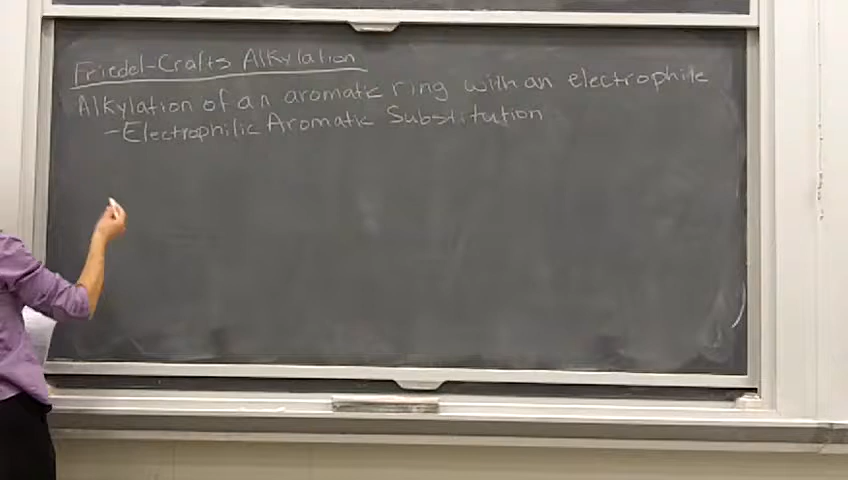 Friedel-Crafts Alkylation
Alkylation of an aromatic ring with an electrophile
- Electrophilic Aromatic Substitution